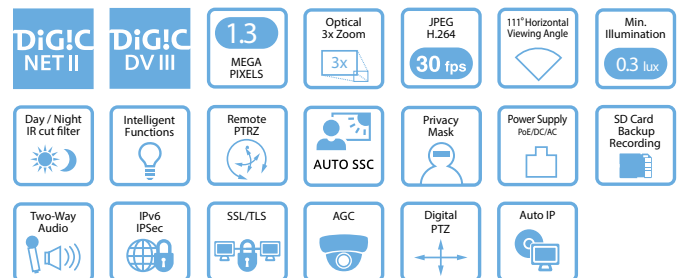 DiG!C
NET II
DiG!C
DV III
1.3
MEGA
PIXELS
Optical
3x Zoom
3x
JPEG
H.264
30 fps
111˚Horizontal
Viewing Angle
Min.
Illumination
0.3 lux
Day / Night
IR cut filter
Intelligent
Functions
Remote
PTRZ
AUTO SSC
Privacy
Mask
Power Supply
PoE/DC/AC
SD Card
Backup
Recording
Two-Way
Audio
IPv6
IPSec
SSL/TLS
AGC
Digital
PTZ
Auto IP